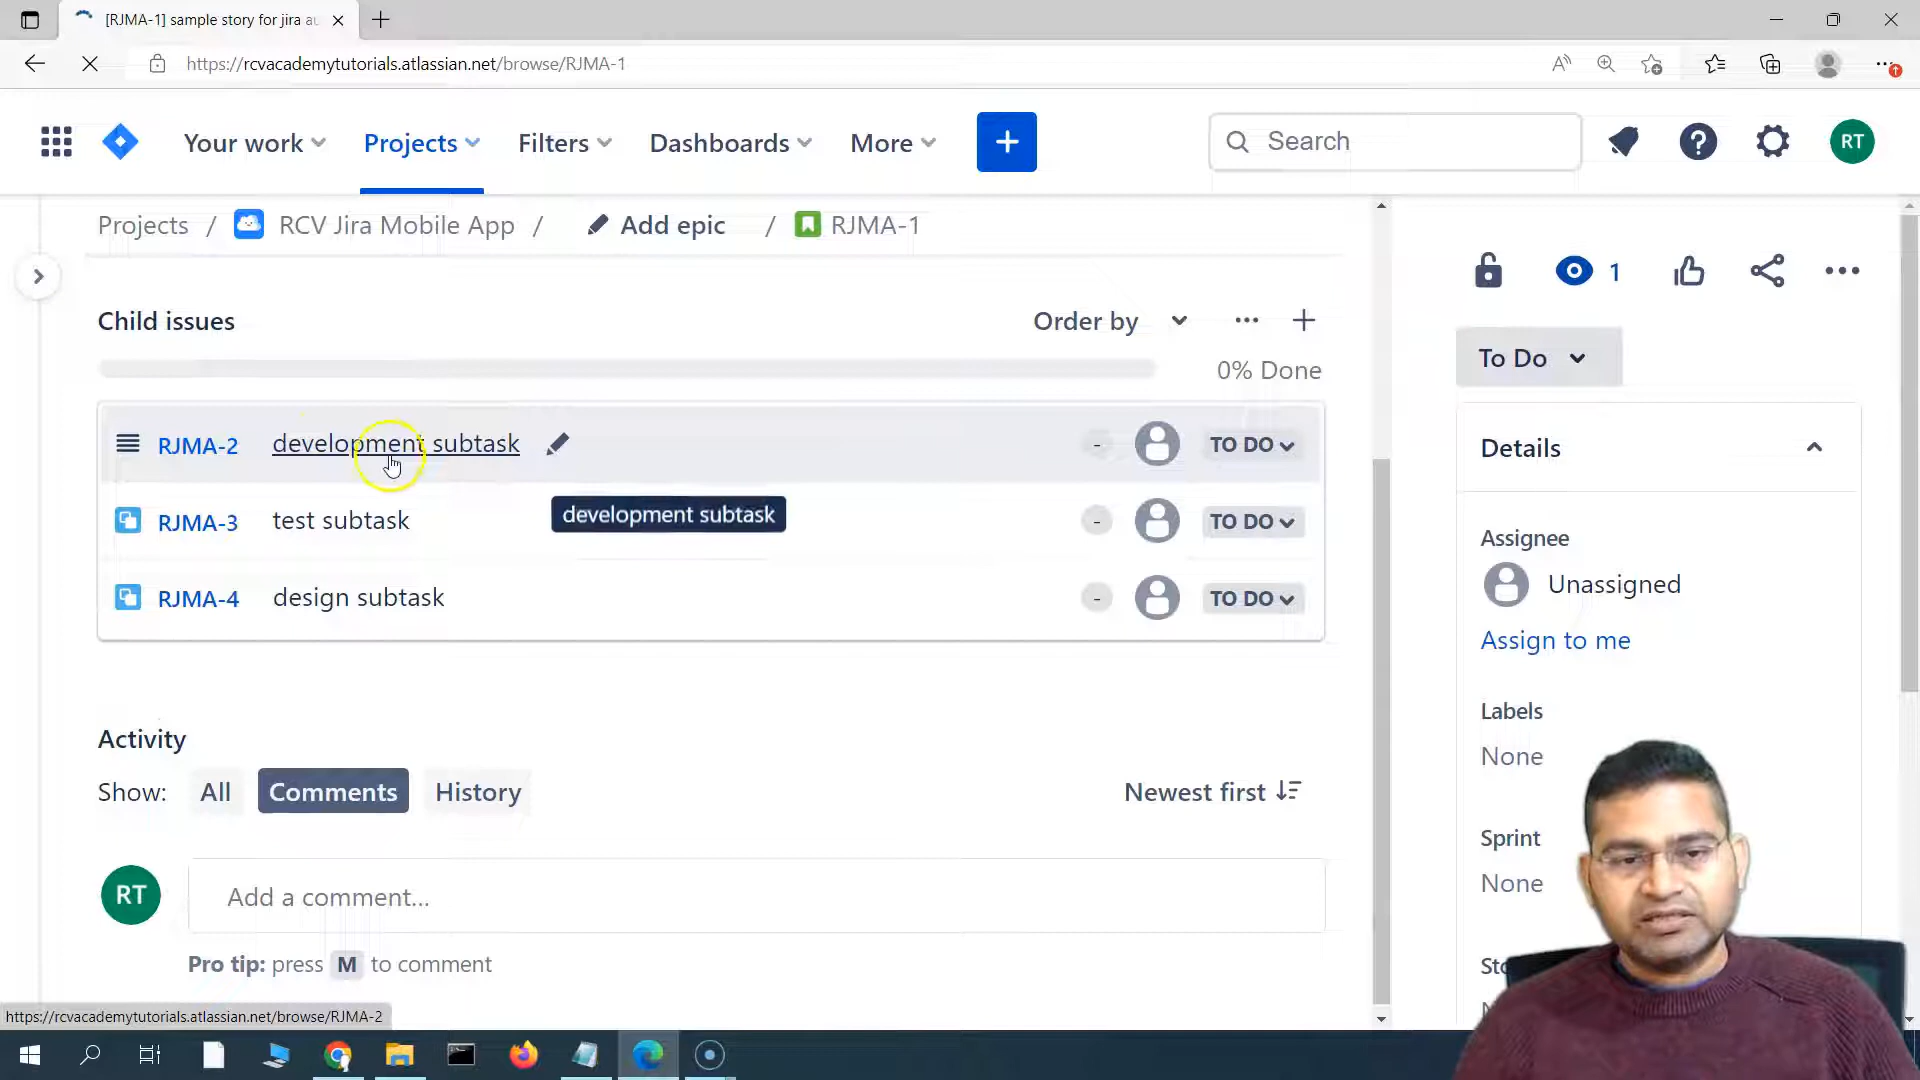 [RJMA-1] sample story for jira au
https://rcvacademytutorials.atlassian.net/browse/RJMA-1
Your work
Projects
Filters
Dashboards
More
Search
RT
Projects / RCV Jira Mobile App / Add epic / RJMA-1
1
Child issues
Order by
To Do
0% Done
RJMA-2 development subtask - TO DO
Details
development subtask
RJMA-3 test subtask - TO DO
Assignee
Unassigned
RJMA-4 design subtask - TO DO
Assign to me
Labels
None
Activity
Show: All Comments History Newest first
Sprint
None
RT Add a comment...
Pro tip: press M to comment
https://rcvacademytutorials.atlassian.net/browse/RJMA-2